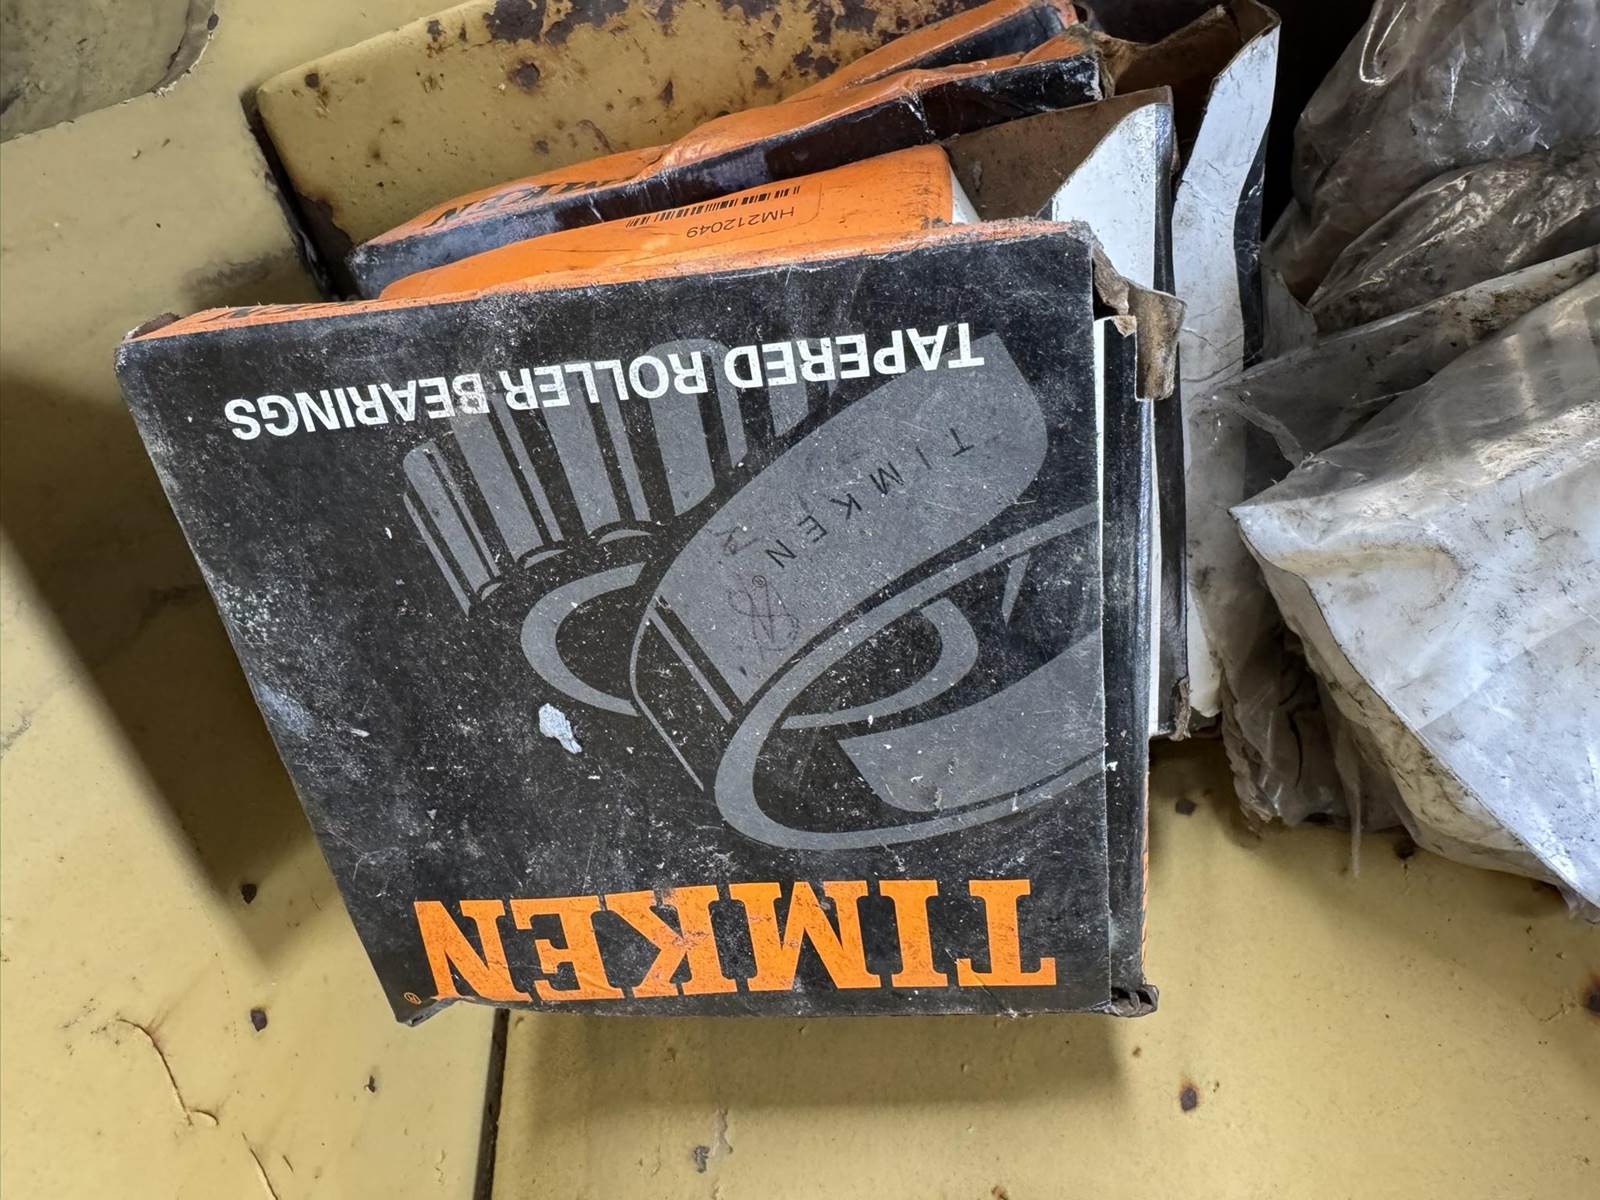 TIMKEN®
TIMKEN®
TAPERED ROLLER BEARINGS
HM212049